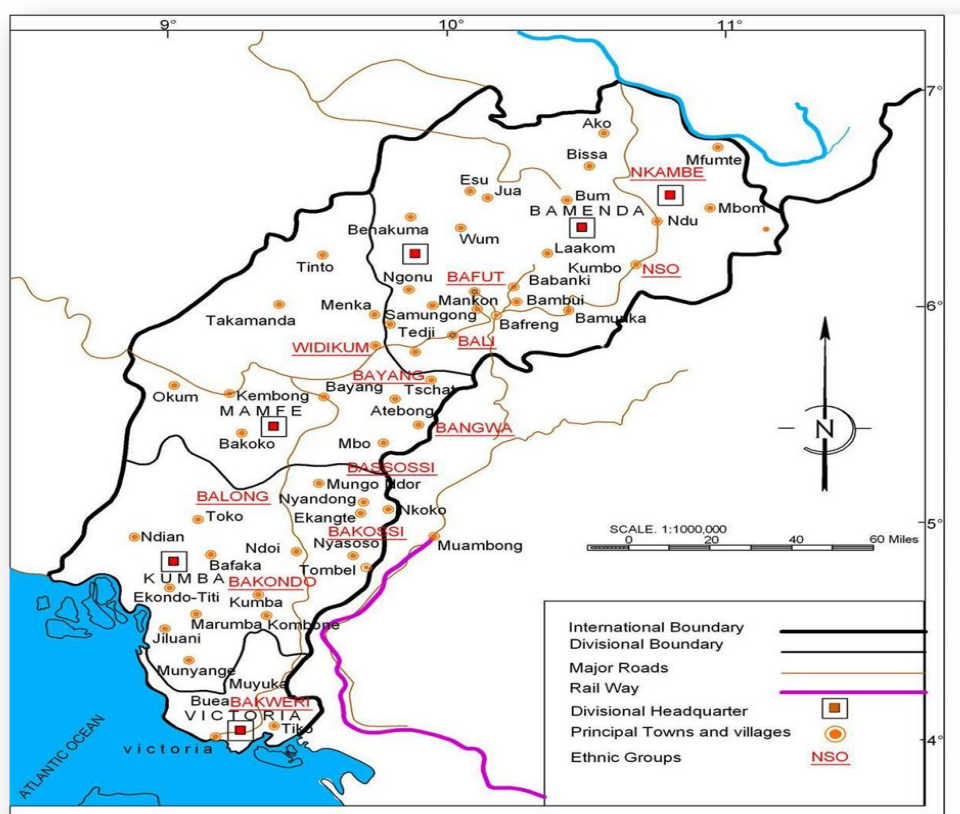 9° 10° 11°
7°
Ako
Bissa
Mfumte
NKAMBE
Esu
Jua
Bum
BAMENDA
Mbom
Ndu
Benakuma
Wum
Laakom
Tinto
Kumbo
NSO
Ngonu
BAFUT
Babanki
Menka
Mankon
Bambui
6°
Takamanda
Samungong
Bafreng
Bamunka
Tedji
WIDIKUM
BALI
BAYANG
Okum
Kembong
Bayang
Tschat
MAMFE
Atebong
BANGWA
Bakoko
Mbo
N
BASSOSSI
Mungo Ndor
BALONG
Nyandong
Toko
Ekangte
Nkoko
5°
SCALE. 1:1000,000
0 20 40 60 Miles
Ndian
BAKOSSI
Nyasoso
Muambong
Ndoi
Bafaka
Tombel
KUMBA
BAKONDO
Ekondo-Titi
Kumba
Marumba
Kombone
Jiluani
Munyange
Muyuka
Buea
BAKWERI
VICTORIA
Tiko
victoria
4°
ATLANTIC OCEAN
International Boundary
Divisional Boundary
Major Roads
Rail Way
Divisional Headquarter
Principal Towns and villages
Ethnic Groups
NSO